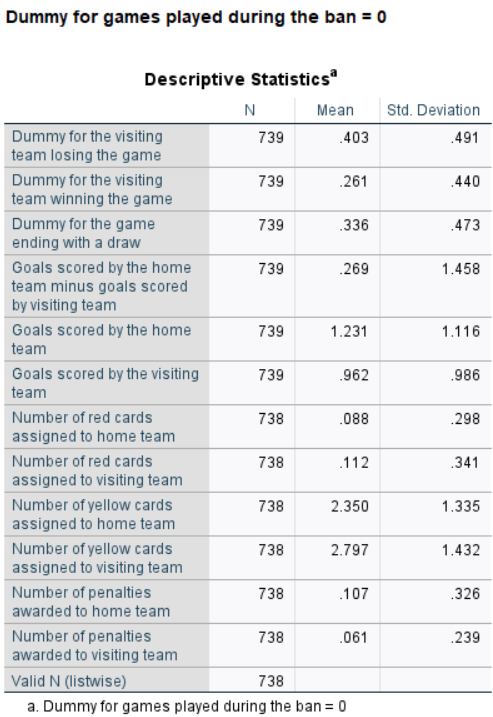 Dummy for games played during the ban = 0
Descriptive Statisticsa
N Mean Std. Deviation
Dummy for the visiting
team losing the game 739 .403 .491
Dummy for the visiting
team winning the game 739 .261 .440
Dummy for the game
ending with a draw 739 .336 .473
Goals scored by the home
team minus goals scored
by visiting team 739 .269 1.458
Goals scored by the home
team 739 1.231 1.116
Goals scored by the visiting
team 739 .962 .986
Number of red cards
assigned to home team 738 .088 .298
Number of red cards
assigned to visiting team 738 .112 .341
Number of yellow cards
assigned to home team 738 2.350 1.335
Number of yellow cards
assigned to visiting team 738 2.797 1.432
Number of penalties
awarded to home team 738 .107 .326
Number of penalties
awarded to visiting team 738 .061 .239
Valid N (listwise) 738
a. Dummy for games played during the ban = 0